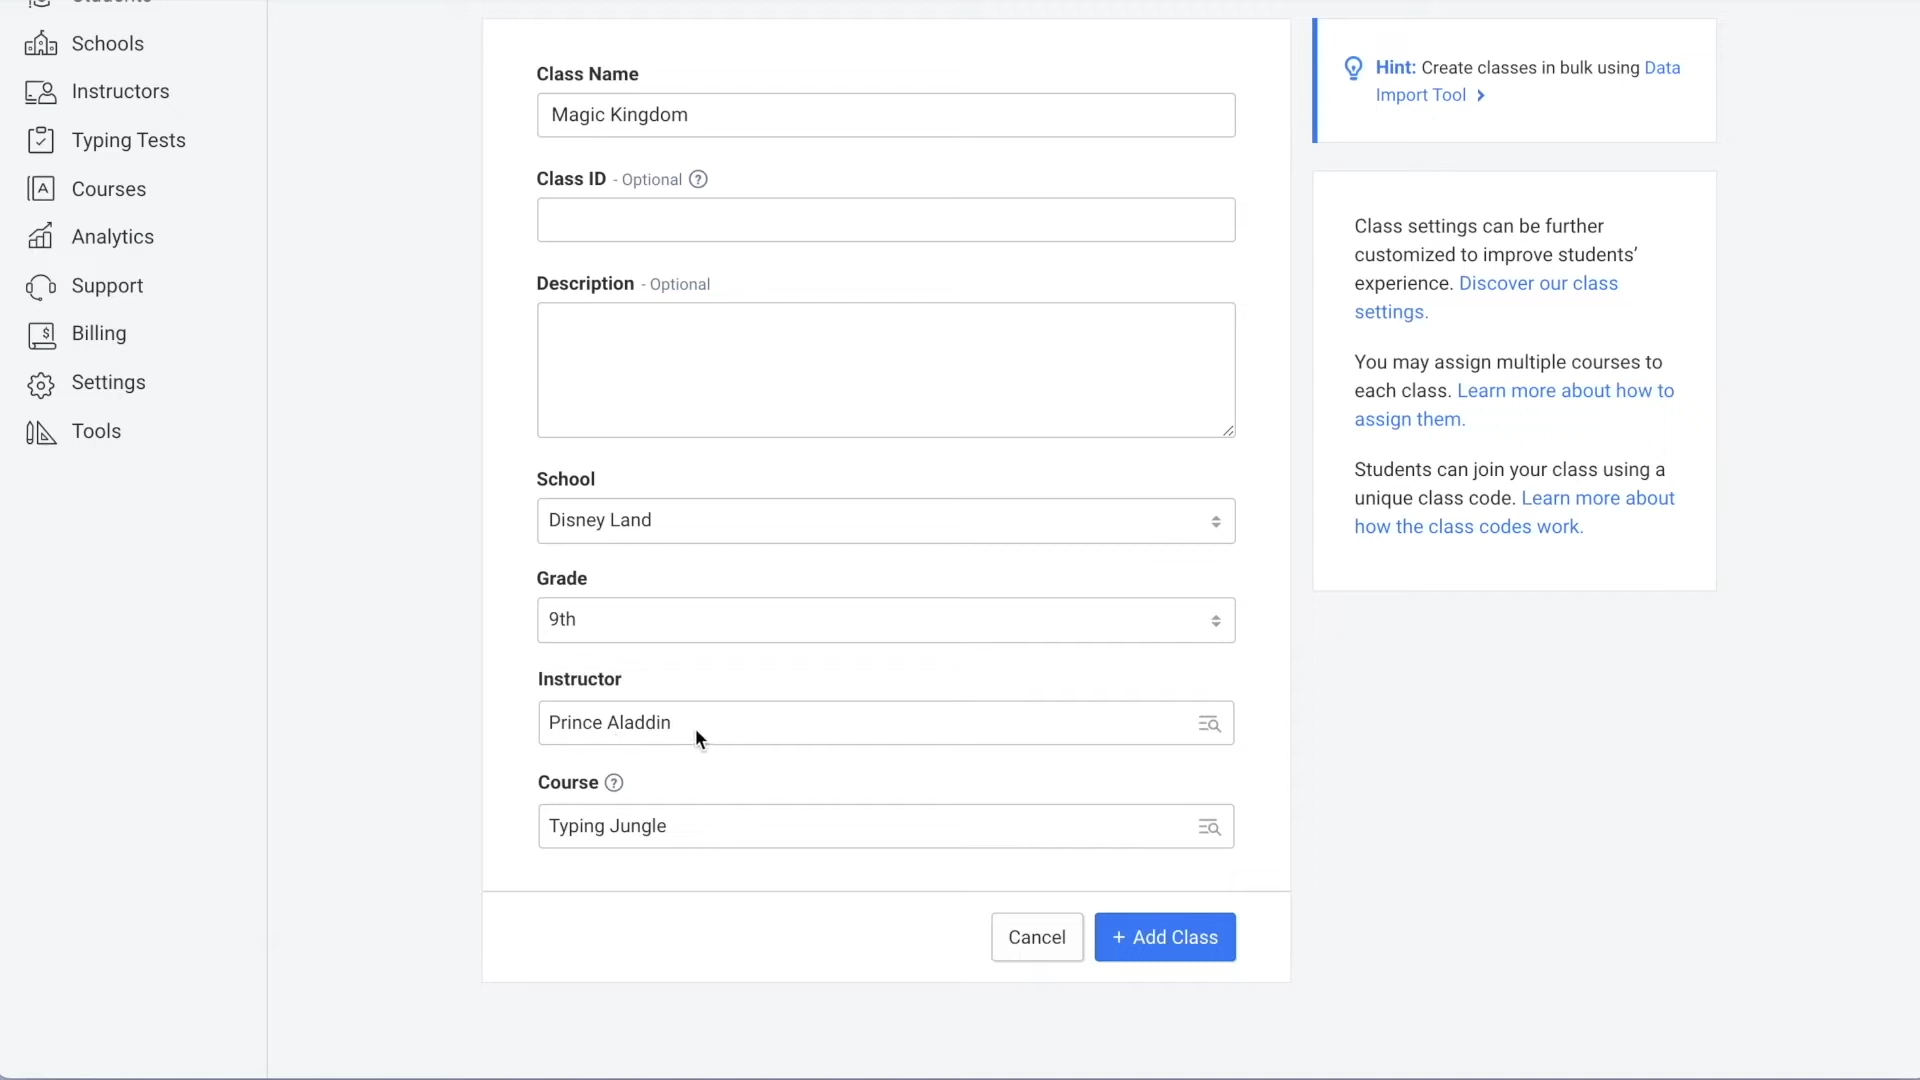 Students
Schools
Instructors
Typing Tests
Courses
Analytics
Support
Billing
Settings
Tools
Class Name
Magic Kingdom
Class ID - Optional ?
Description - Optional
School
Disney Land
Grade
9th
Instructor
Prince Aladdin
Course ?
Typing Jungle
Cancel
+ Add Class
Hint: Create classes in bulk using Data
Import Tool >
Class settings can be further
customized to improve students’
experience. Discover our class
settings.
You may assign multiple courses to
each class. Learn more about how to
assign them.
Students can join your class using a
unique class code. Learn more about
how the class codes work.